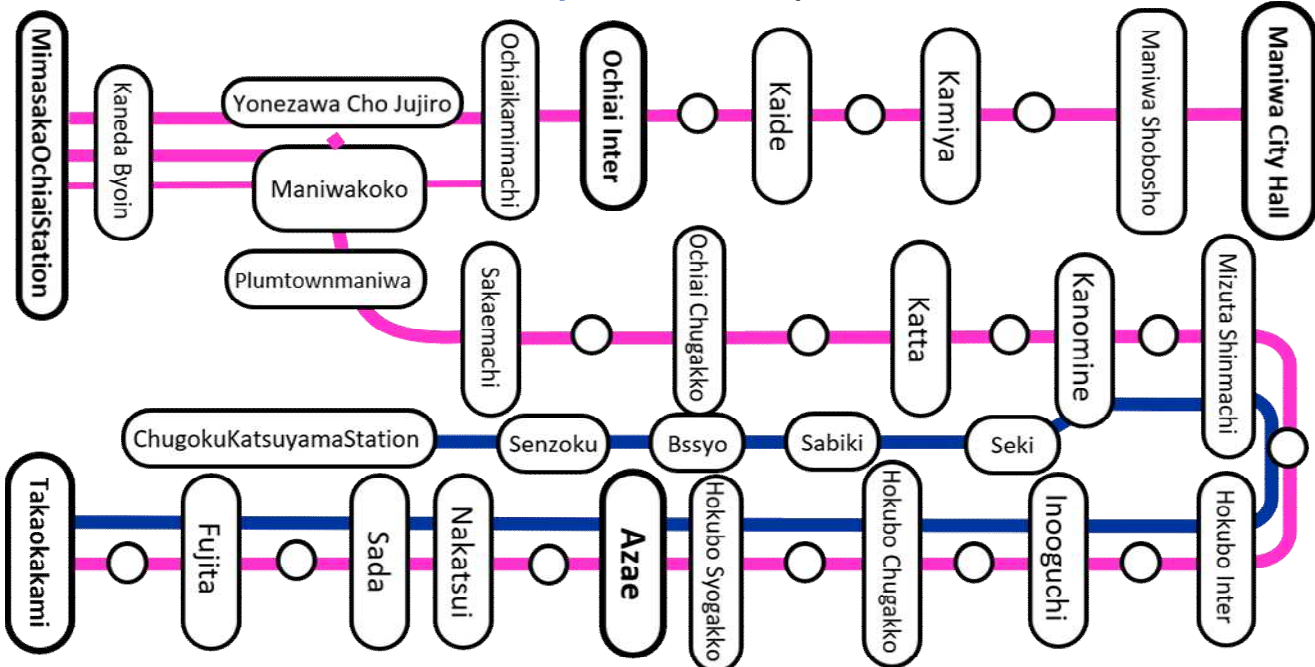 MimasakaOchiaiStation
Kaneda Byoin
Yonezawa Cho Jujiro
Maniwakoko
Plumtownmaniwa
Ochiaikamimachi
Ochiai Inter
Kaide
Kamiya
Maniwa Shobosho
Maniwa City Hall
Sakaemachi
Ochiai Chugakko
Katta
Kanomine
Mizuta Shinmachi
ChugokuKatsuyamaStation
Senzoku
Bssyo
Sabiki
Seki
Takaokakami
Fujita
Sada
Nakatsui
Azae
Hokubo Syogakko
Hokubo Chugakko
Inooguchi
Hokubo Inter